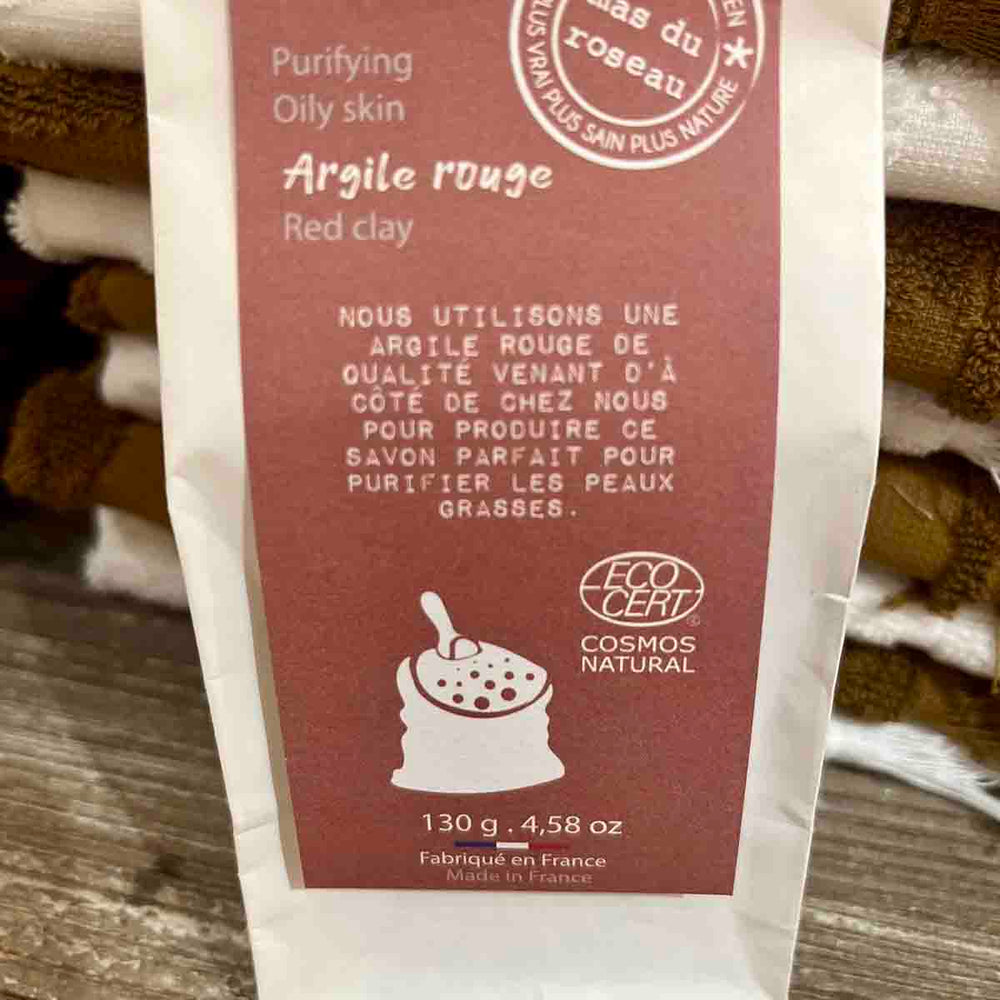 Purifying
Oily skin
mas du
roseau
PLUS VRAI PLUS SAIN PLUS NATURE
Argile rouge
Red clay
NOUS UTILISONS UNE
ARGILE ROUGE DE
QUALITÉ VENANT D'À
CÔTÉ DE CHEZ NOUS
POUR PRODUIRE CE
SAVON PARFAIT POUR
PURIFIER LES PEAUX
GRASSES.
ECO
CERT®
COSMOS
NATURAL
130 g . 4,58 oz
Fabriqué en France
Made in France